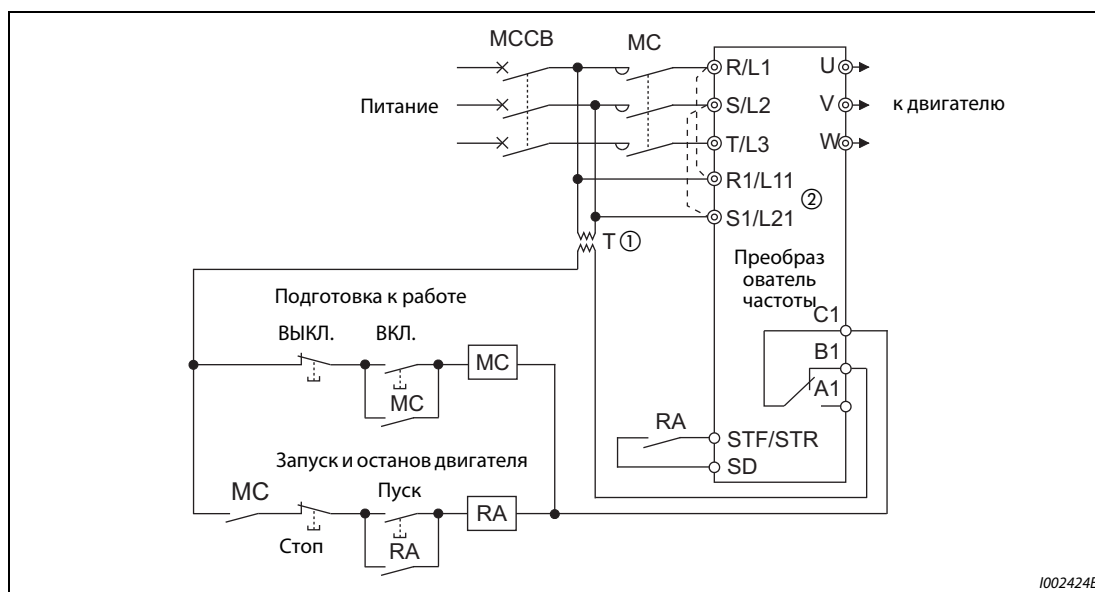 MCCB
MC
R/L1
U
Питание
S/L2
V
к двигателю
T/L3
W
R1/L11
②
S1/L21
T ①
Преобраз
ователь
частоты
Подготовка к работе
C1
ВЫКЛ.
ВКЛ.
B1
MC
A1
MC
RA
STF/STR
SD
Запуск и останов двигателя
MC
Пуск
RA
Стоп
RA
I002424E